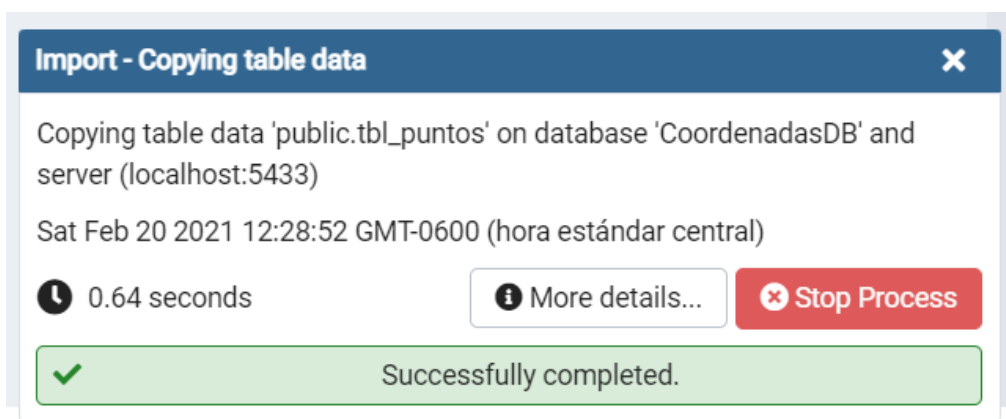 Import - Copying table data
Copying table data 'public.tbl_puntos' on database 'CoordenadasDB' and
server (localhost:5433)
Sat Feb 20 2021 12:28:52 GMT-0600 (hora estándar central)
0.64 seconds
More details...
Stop Process
Successfully completed.